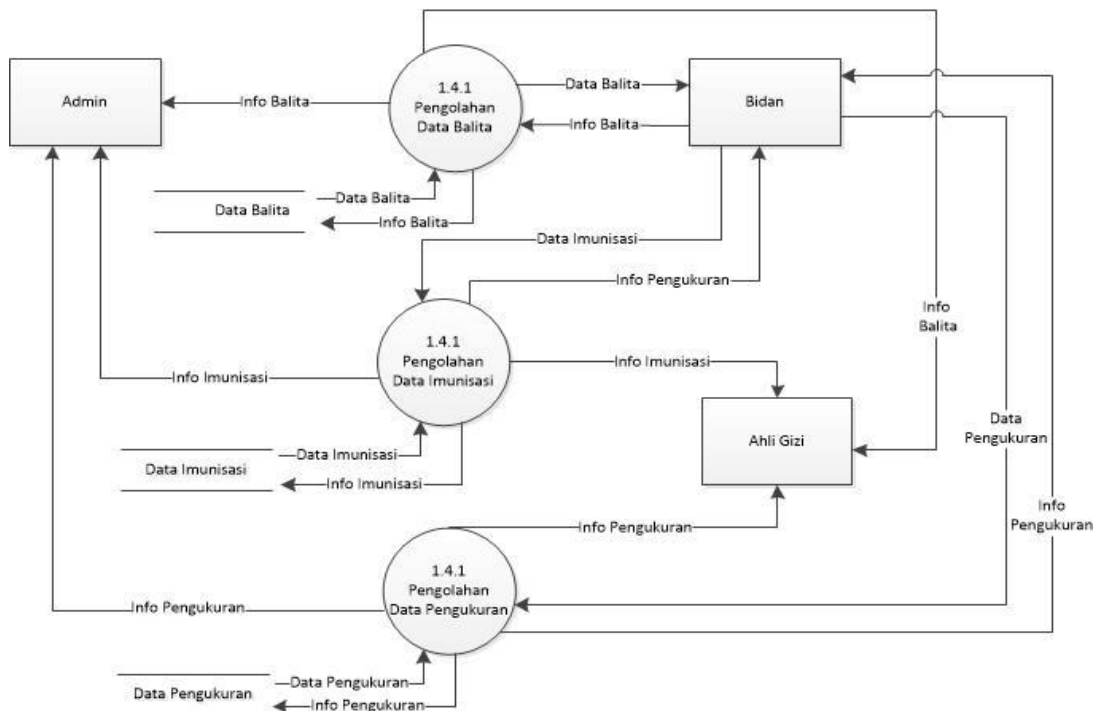 Admin
Info Balita
1.4.1
Pengolahan
Data Balita
Data Balita
Info Balita
Bidan
Data Balita
Data Balita
Info Balita
Data Imunisasi
Info Pengukuran
Info
Balita
1.4.1
Pengolahan
Data Imunisasi
Info Imunisasi
Info Imunisasi
Ahli Gizi
Data
Pengukuran
Data Imunisasi
Data Imunisasi
Info Imunisasi
Info
Pengukuran
Info Pengukuran
1.4.1
Pengolahan
Data Pengukuran
Info Pengukuran
Data Pengukuran
Data Pengukuran
Info Pengukuran